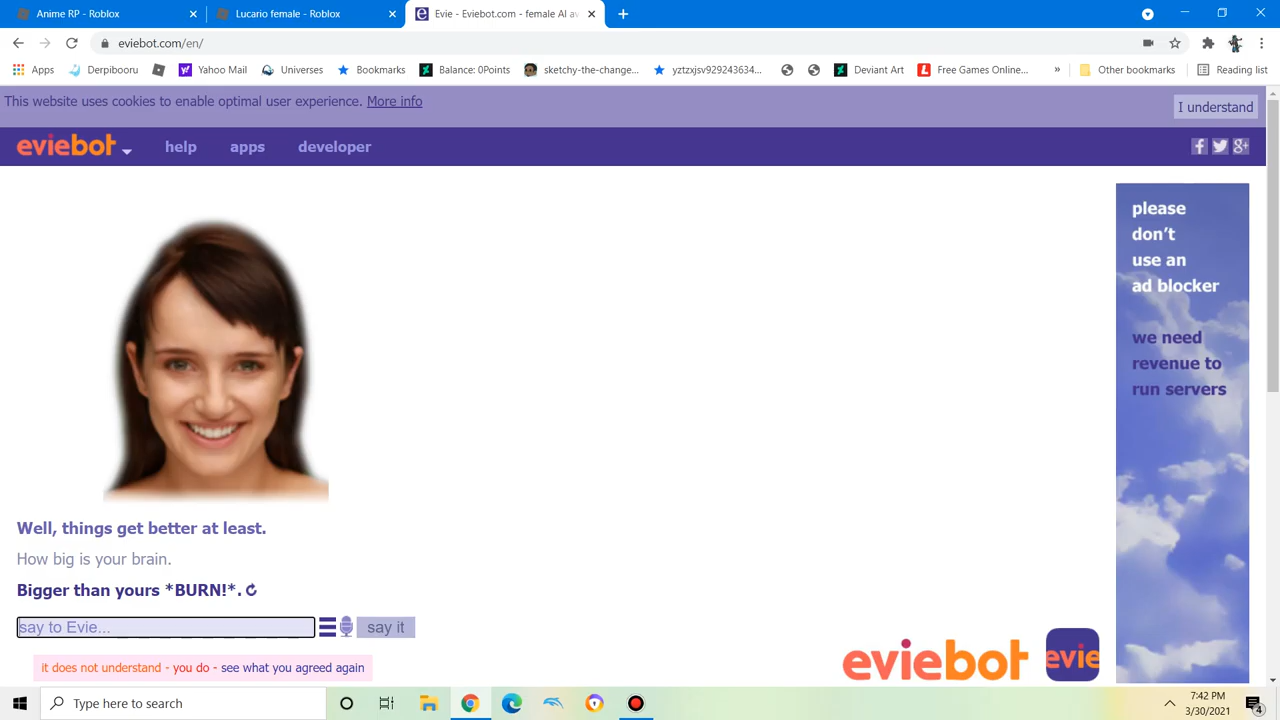 Anime RP - Roblox
Lucario female - Roblox
Evie - Eviebot.com - female AI av
eviebot.com/en/
Apps
Derpibooru
Yahoo Mail
Universes
Bookmarks
Balance: 0Points
sketchy-the-change...
yztzxjsv929243634...
Deviant Art
Free Games Online...
»
Other bookmarks
Reading list
This website uses cookies to enable optimal user experience. More info
I understand
eviebot
help
apps
developer
please
don't
use an
ad blocker
we need
revenue to
run servers
Well, things get better at least.
How big is your brain.
Bigger than yours *BURN!*.
say to Evie...
say it
it does not understand - you do - see what you agreed again
eviebot
evie
Type here to search
7:42 PM
3/30/2021
4